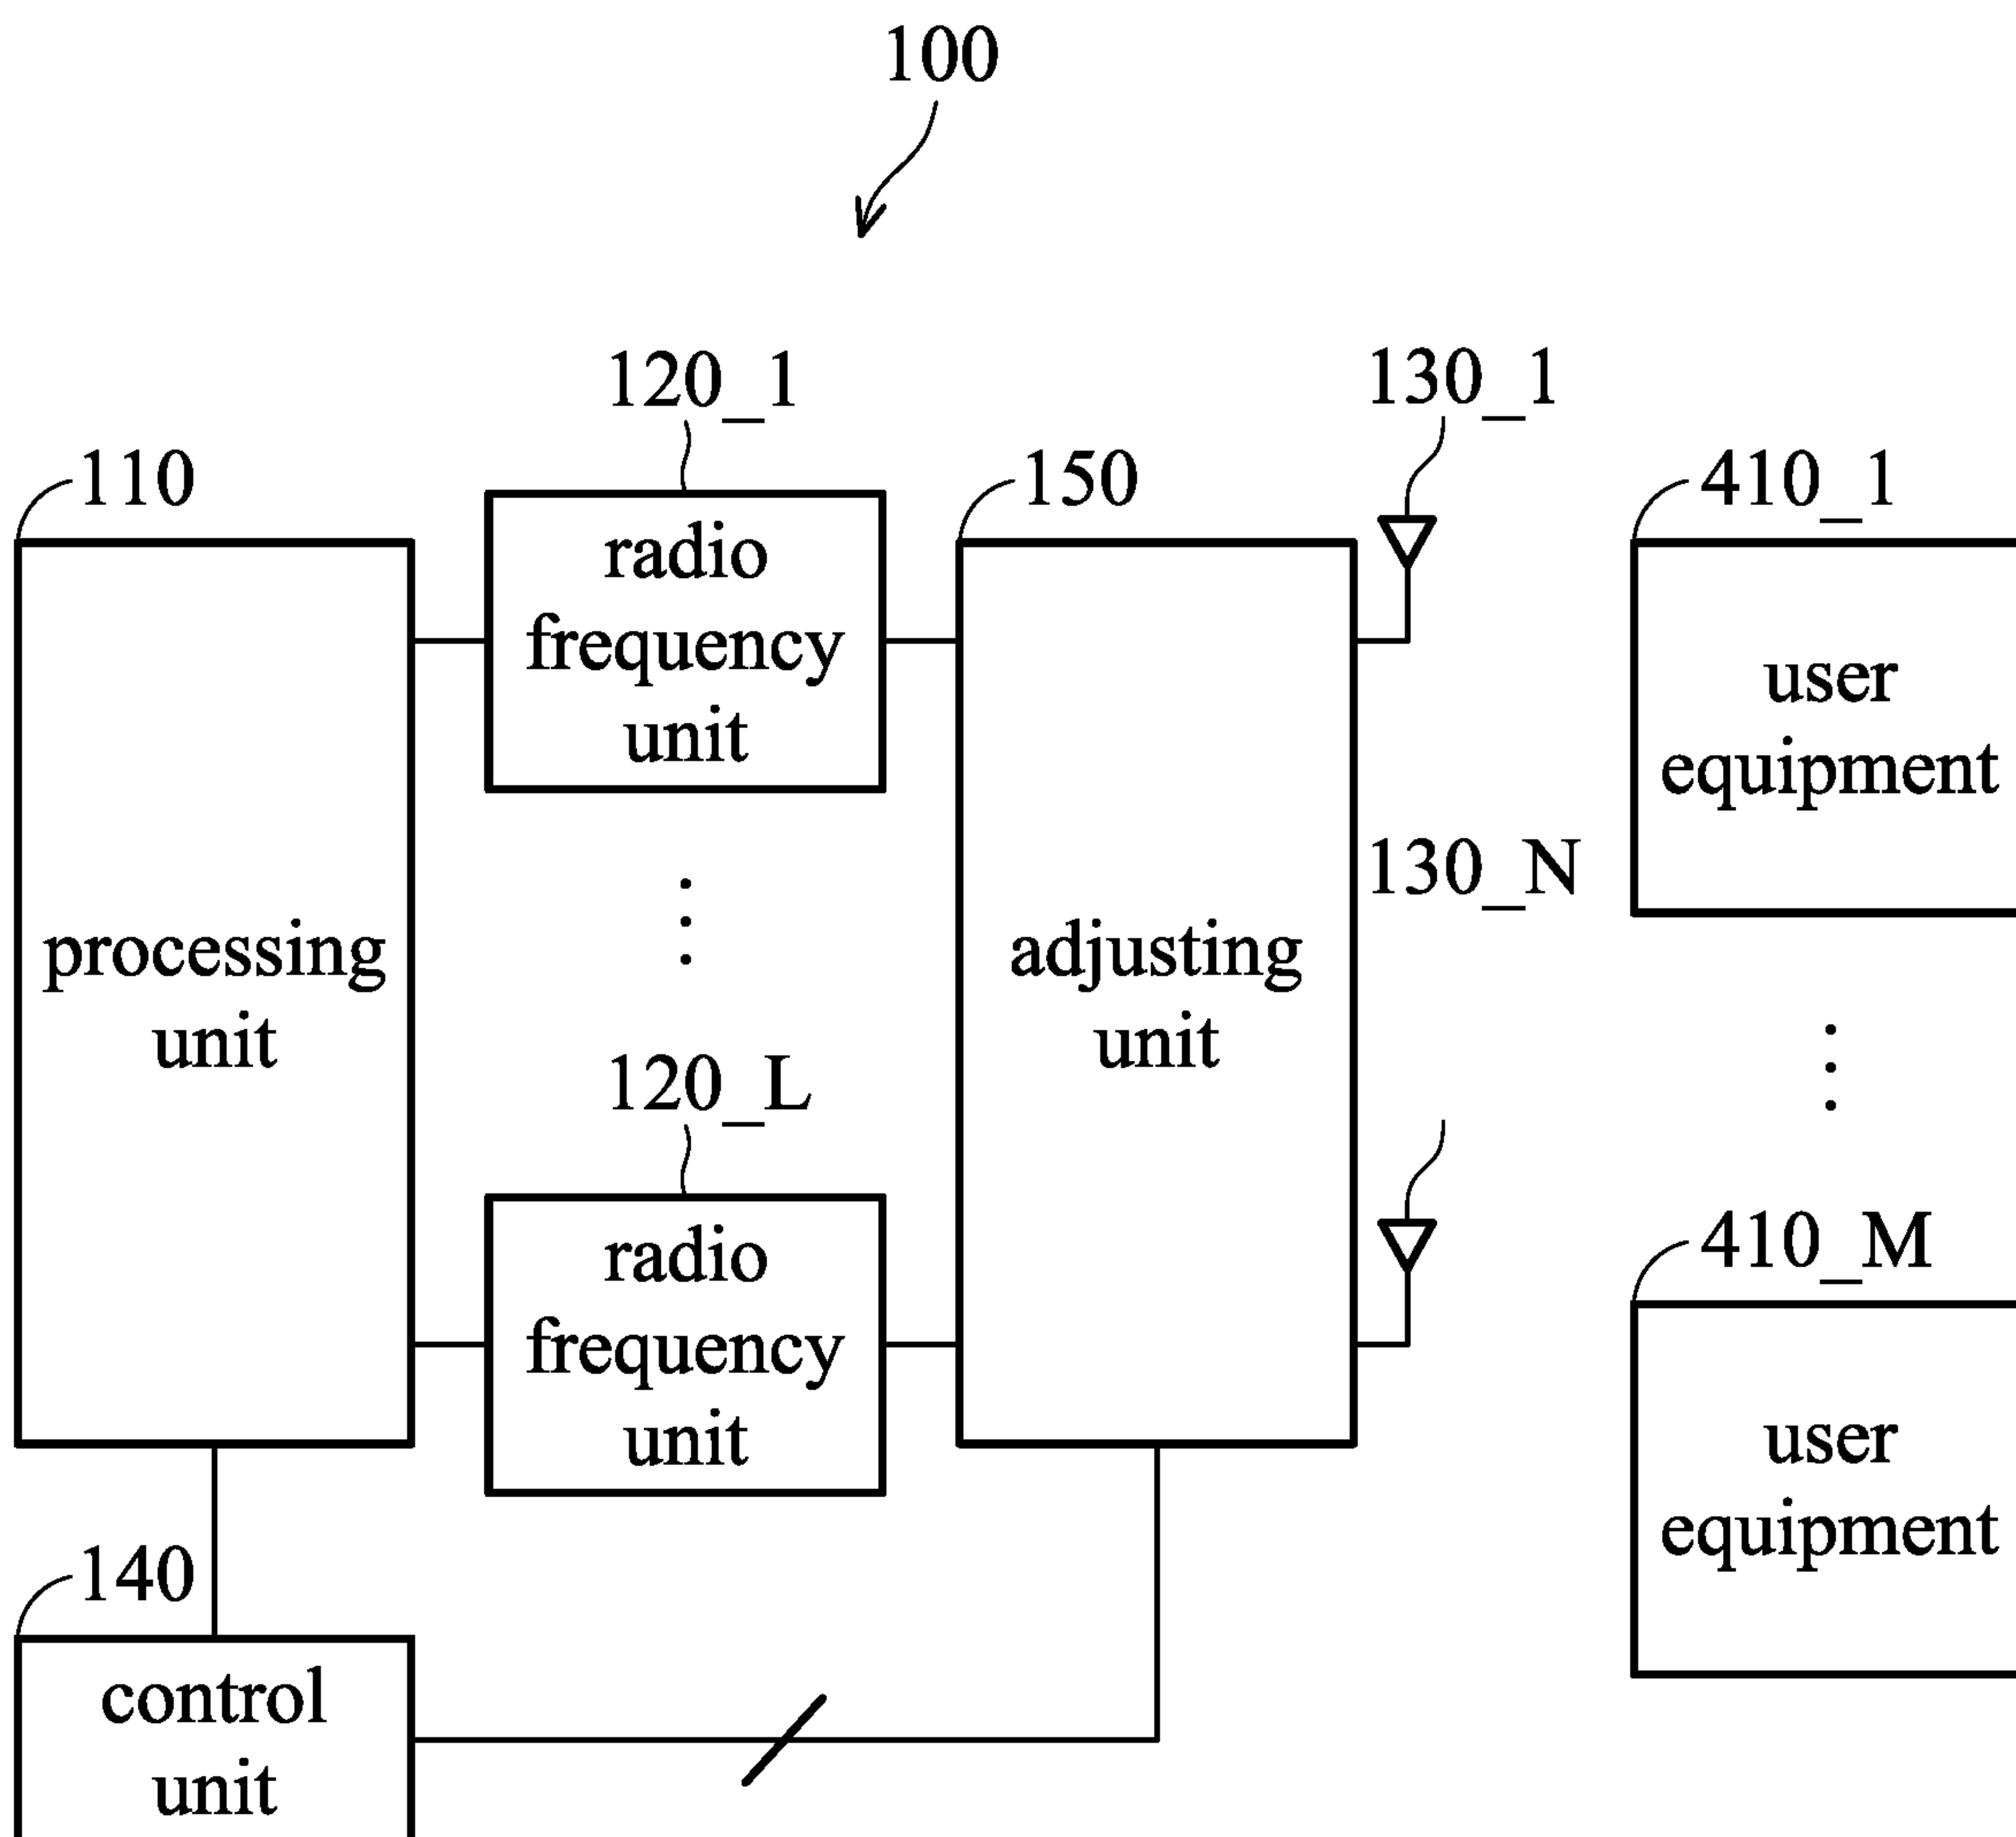 100
120_1
130_1
110
150
410_1
radio
frequency
unit
user
equipment
130_N
processing
unit
adjusting
unit
120_L
410_M
radio
frequency
unit
user
equipment
140
control
unit